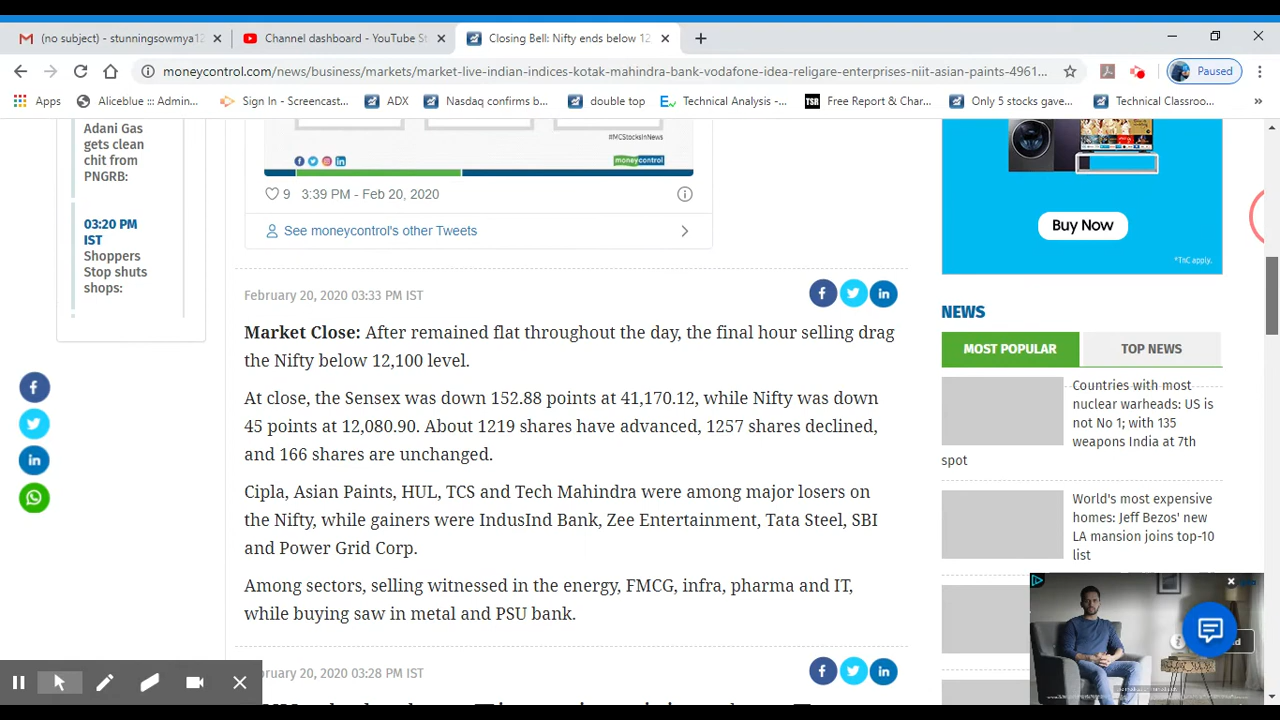 (no subject) - stunningsowmya12
Channel dashboard - YouTube St
Closing Bell: Nifty ends below 12
moneycontrol.com/news/business/markets/market-live-indian-indices-kotak-mahindra-bank-vodafone-idea-religare-enterprises-niit-asian-paints-4961...
Paused
Apps
Aliceblue ::: Admin...
Sign In - Screencast...
ADX
Nasdaq confirms b...
double top
Technical Analysis -...
TSR
Free Report & Char...
Only 5 stocks gave...
Technical Classroo...
Adani Gas
gets clean
chit from
PNGRB:
03:20 PM
IST
Shoppers
Stop shuts
shops:
#MCStocksInNews
moneycontrol
9 3:39 PM - Feb 20, 2020
See moneycontrol's other Tweets
February 20, 2020 03:33 PM IST
Market Close: After remained flat throughout the day, the final hour selling drag
the Nifty below 12,100 level.
At close, the Sensex was down 152.88 points at 41,170.12, while Nifty was down
45 points at 12,080.90. About 1219 shares have advanced, 1257 shares declined,
and 166 shares are unchanged.
Cipla, Asian Paints, HUL, TCS and Tech Mahindra were among major losers on
the Nifty, while gainers were IndusInd Bank, Zee Entertainment, Tata Steel, SBI
and Power Grid Corp.
Among sectors, selling witnessed in the energy, FMCG, infra, pharma and IT,
while buying saw in metal and PSU bank.
bruary 20, 2020 03:28 PM IST
Buy Now
*TnC apply.
NEWS
MOST POPULAR
TOP NEWS
Countries with most
nuclear warheads: US is
not No 1; with 135
weapons India at 7th
spot
World's most expensive
homes: Jeff Bezos' new
LA mansion joins top-10
list